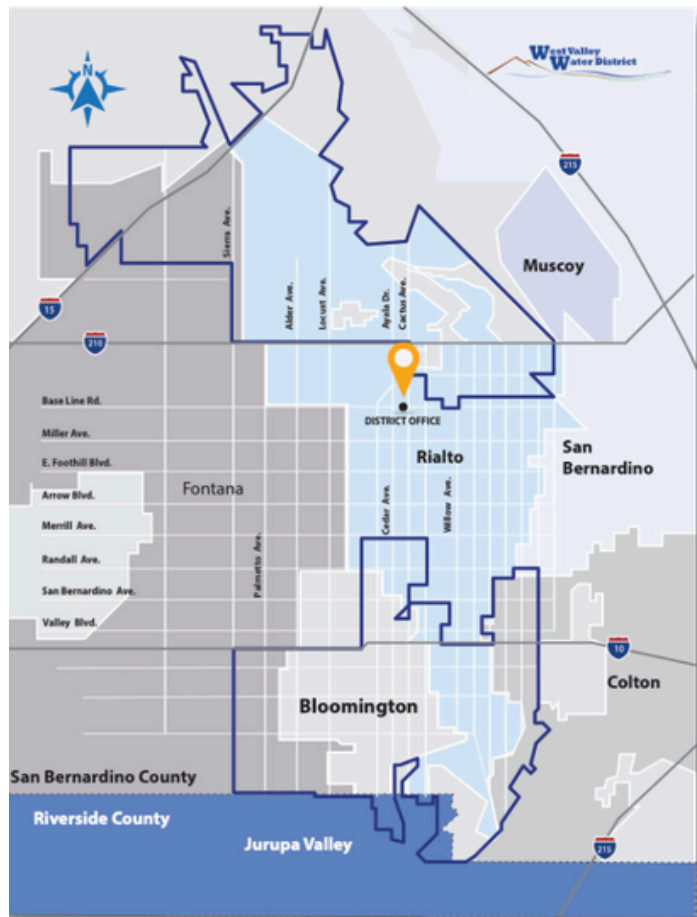 N
West Valley
Water District
215
Muscoy
Sierra Ave.
Alder Ave.
Locust Ave.
Ayala Dr.
Cactus Ave.
15
210
Base Line Rd.
DISTRICT OFFICE
Miller Ave.
Rialto
San
Bernardino
E. Foothill Blvd.
Fontana
Arrow Blvd.
Cedar Ave.
Willow Ave.
Merrill Ave.
Palmetto Ave.
Randall Ave.
San Bernardino Ave.
Valley Blvd.
10
Colton
Bloomington
San Bernardino County
Riverside County
Jurupa Valley
215